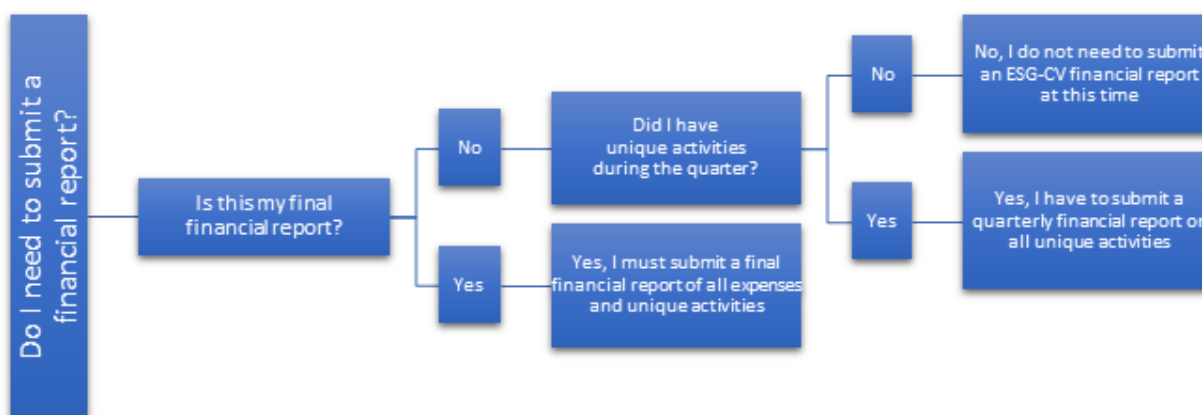 Do I need to submit a
financial report?
Is this my final
financial report?
No
Yes
Did I have
unique activities
during the quarter?
Yes, I must submit a final
financial report of all expenses
and unique activities
No
Yes
No, I do not need to submit
an ESG-CV financial report
at this time
Yes, I have to submit a
quarterly financial report on
all unique activities